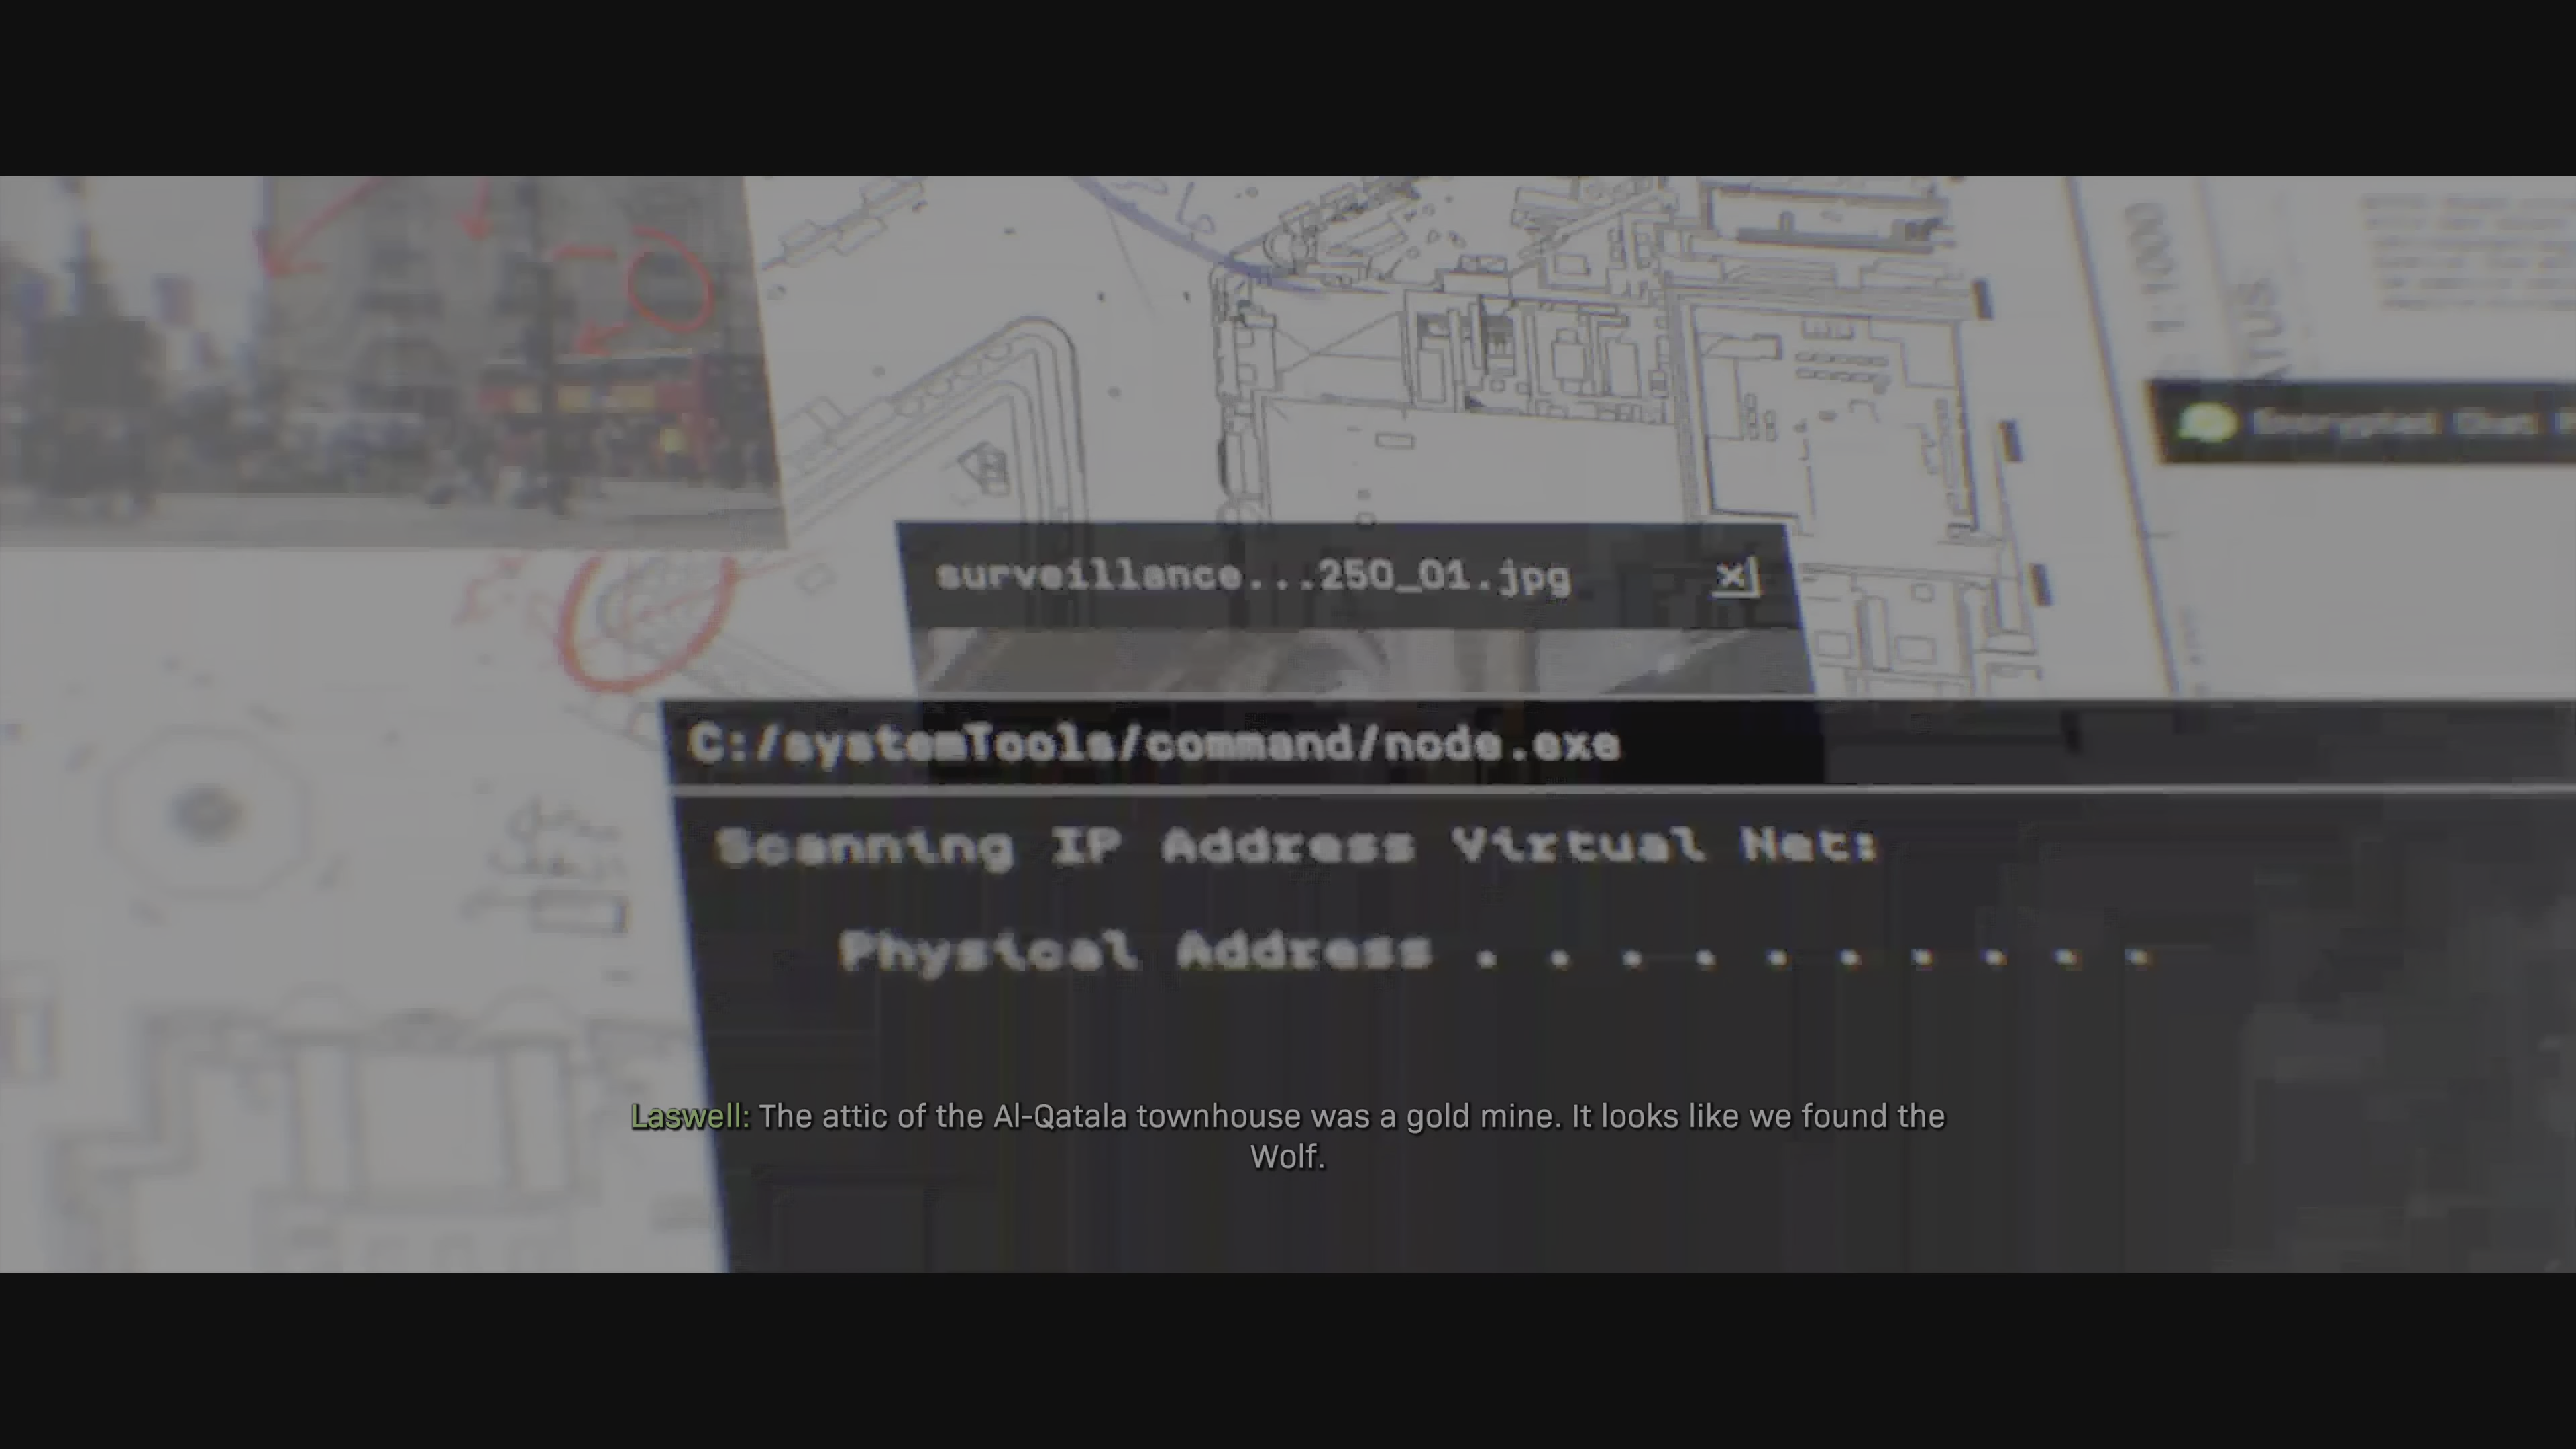 surveillance...250_01.jpg
C:/systemTools/command/node.exe
Scanning IP Address Virtual Net:
Physical Address . . . . . . . . . .
Laswell: The attic of the Al-Qatala townhouse was a gold mine. It looks like we found the
Wolf.